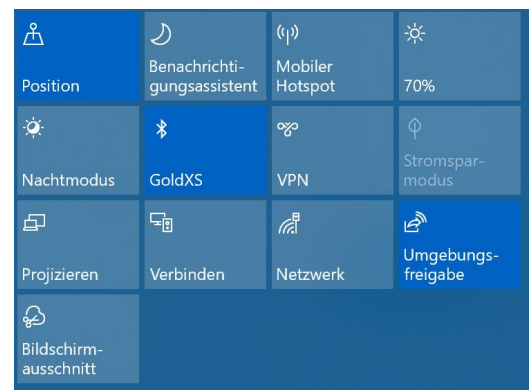 Position
Benachrichti-
gungsassistent
Mobiler
Hotspot
70%
Nachtmodus
GoldXS
VPN
Stromspar-
modus
Projizieren
Verbinden
Netzwerk
Umgebungs-
freigabe
Bildschirm-
ausschnitt